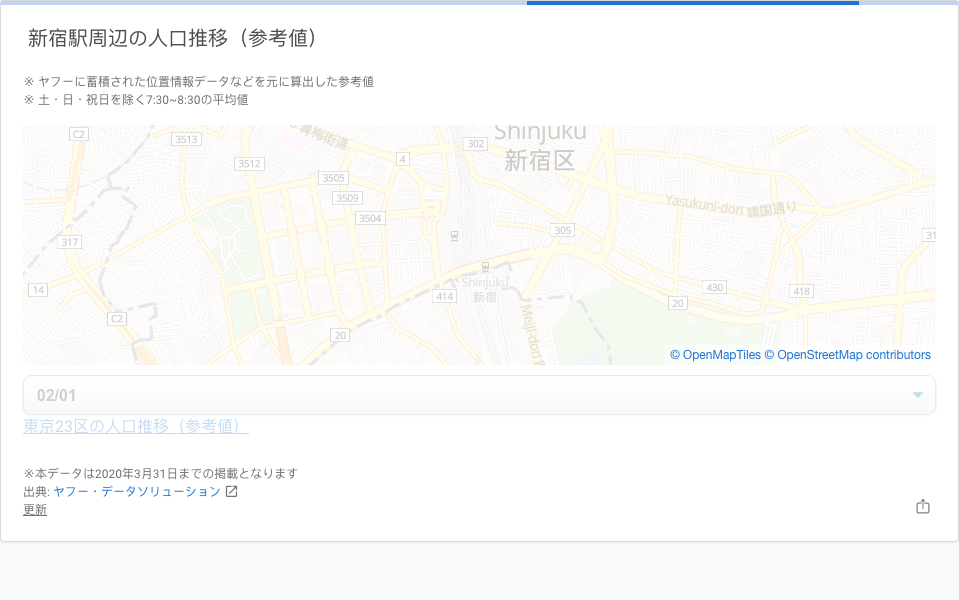 新宿駅周辺の人口推移（参考値）
※ ヤフーに蓄積された位置情報データなどを元に算出した参考値
※ 土・日・祝日を除く7:30~8:30の平均値
C2
3513
青梅街道
302
Shinjuku
新宿区
3512
4
3505
3509
3504
Yasukuni-dori 靖国通り
317
305
31
14
414
Shinjuku
新宿
430
418
20
C2
20
Meiji-dori
© OpenMapTiles © OpenStreetMap contributors
02/01
東京23区の人口推移（参考値）
※本データは2020年3月31日までの掲載となります
出典: ヤフー・データソリューション
更新